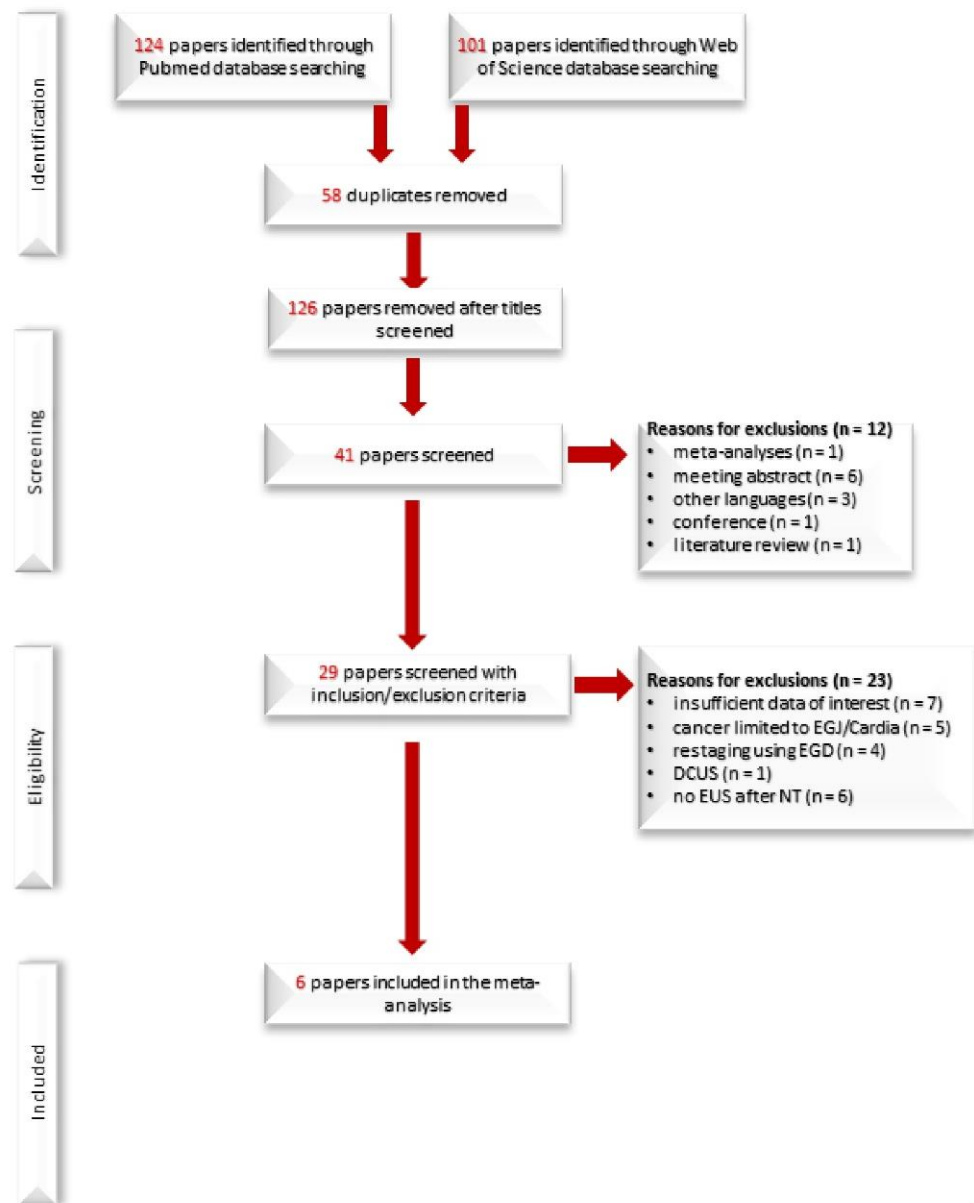 Identification
124 papers identified through
Pubmed database searching
101 papers identified through Web
of Science database searching
58 duplicates removed
126 papers removed after titles
screened
Screening
41 papers screened
Reasons for exclusions (n = 12)
• meta-analyses (n = 1)
• meeting abstract (n = 6)
• other languages (n = 3)
• conference (n = 1)
• literature review (n = 1)
Eligibility
29 papers screened with
inclusion/exclusion criteria
Reasons for exclusions (n = 23)
• insufficient data of interest (n = 7)
• cancer limited to EGJ/Cardia (n = 5)
• restaging using EGD (n = 4)
• DCUS (n = 1)
• no EUS after NT (n = 6)
Included
6 papers included in the meta-
analysis